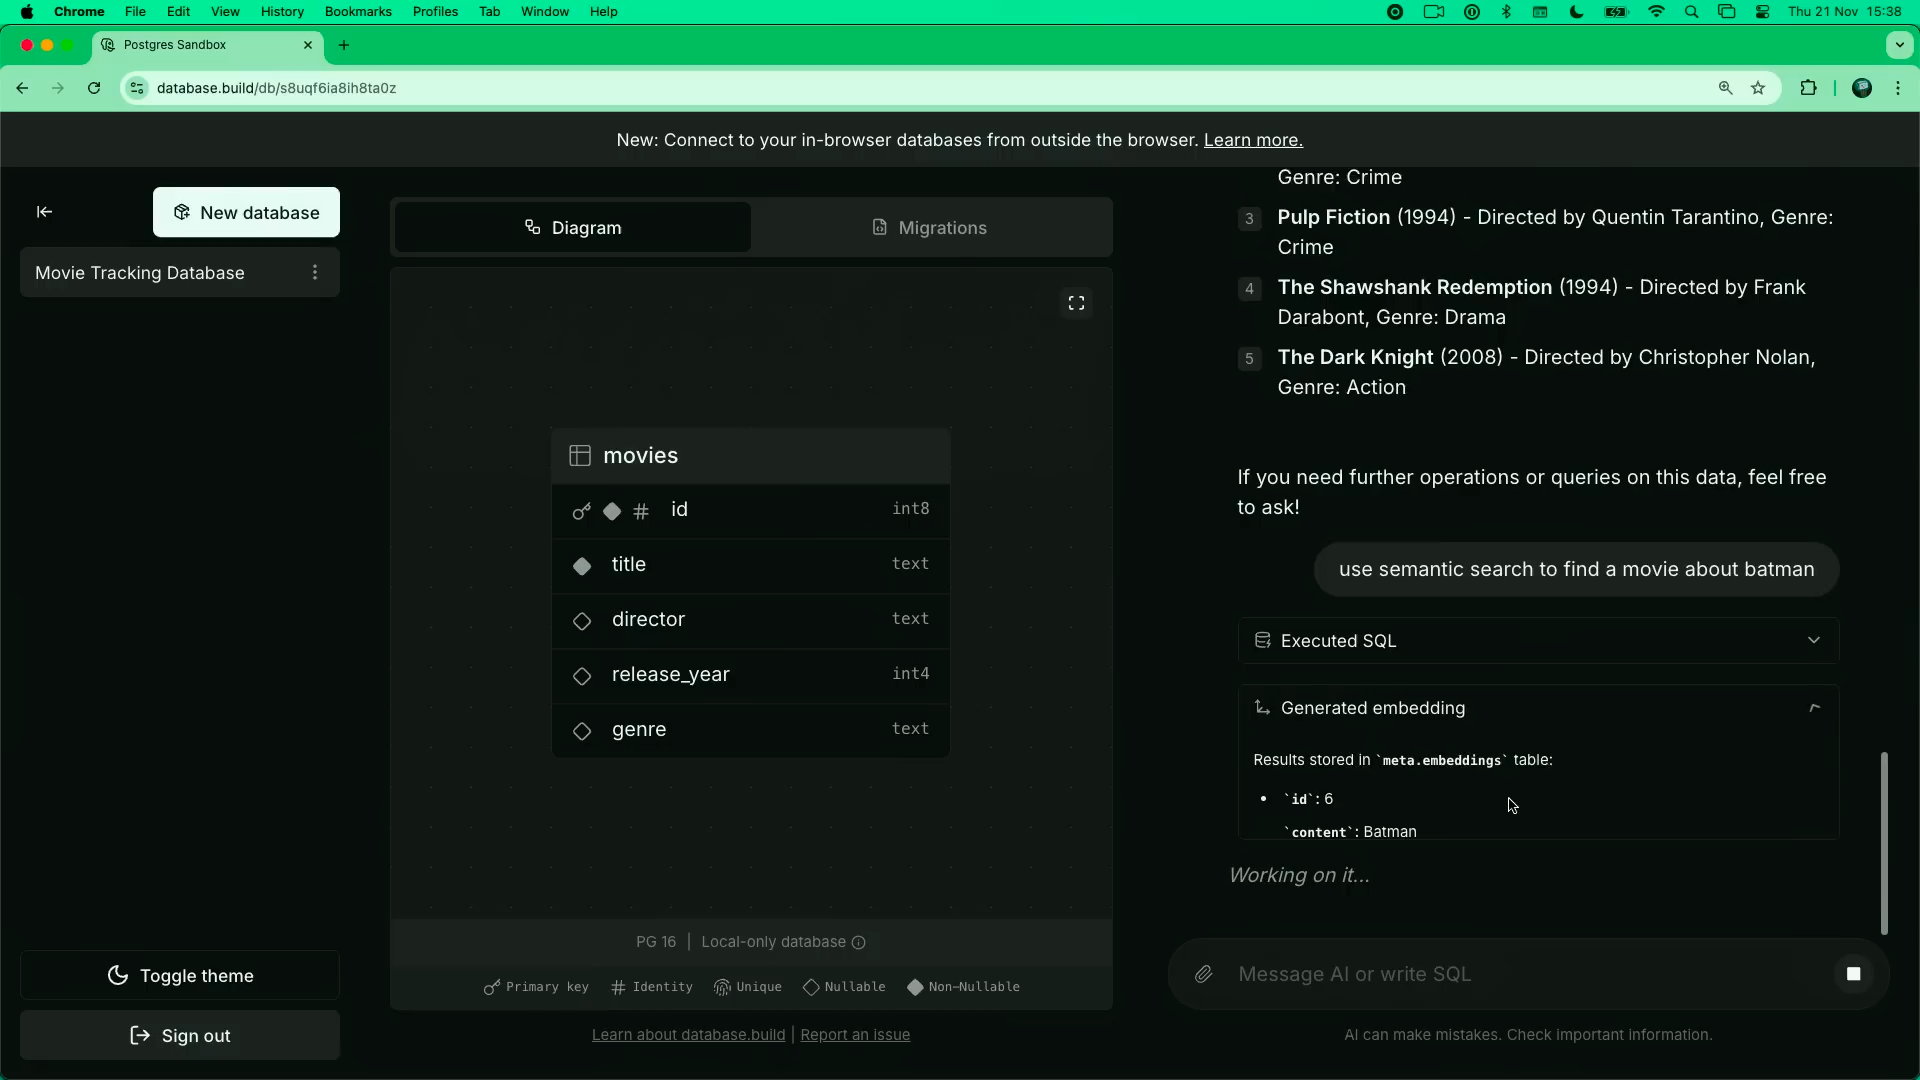 Chrome File Edit View History Bookmarks Profiles Tab Window Help
Thu 21 Nov 15:38
Postgres Sandbox
database.build/db/s8uqf6ia8ih8ta0z
New: Connect to your in-browser databases from outside the browser. Learn more.
New database
Movie Tracking Database
Toggle theme
Sign out
Diagram
Migrations
movies
id int8
title text
director text
release_year int4
genre text
PG 16 | Local-only database
Primary key # Identity Unique Nullable Non-Nullable
Learn about database.build | Report an issue
Genre: Crime
3 Pulp Fiction (1994) - Directed by Quentin Tarantino, Genre:
Crime
4 The Shawshank Redemption (1994) - Directed by Frank
Darabont, Genre: Drama
5 The Dark Knight (2008) - Directed by Christopher Nolan,
Genre: Action
If you need further operations or queries on this data, feel free
to ask!
use semantic search to find a movie about batman
Executed SQL
Generated embedding
Results stored in `meta.embeddings` table:
• `id`: 6
`content`: Batman
Working on it...
Message AI or write SQL
AI can make mistakes. Check important information.